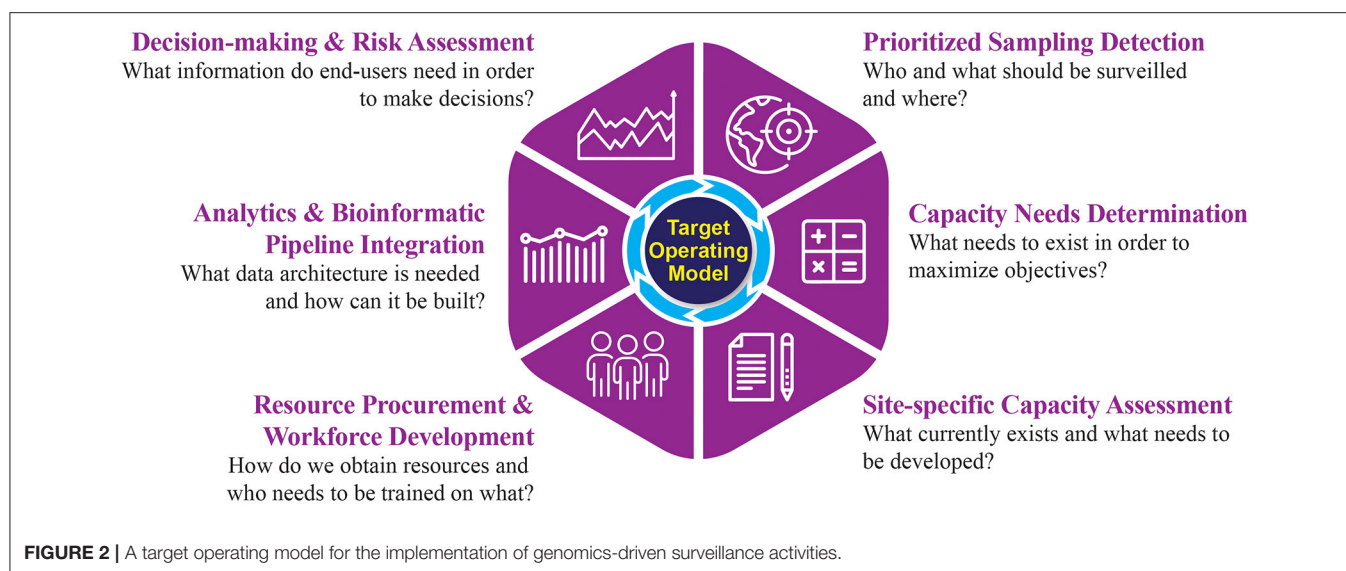 Decision-making & Risk Assessment
What information do end-users need in order
to make decisions?
Prioritized Sampling Detection
Who and what should be surveilled
and where?
Analytics & Bioinformatic
Pipeline Integration
What data architecture is needed
and how can it be built?
Target
Operating
Model
Capacity Needs Determination
What needs to exist in order to
maximize objectives?
Resource Procurement &
Workforce Development
How do we obtain resources and
who needs to be trained on what?
Site-specific Capacity Assessment
What currently exists and what needs to
be developed?
FIGURE 2 | A target operating model for the implementation of genomics-driven surveillance activities.